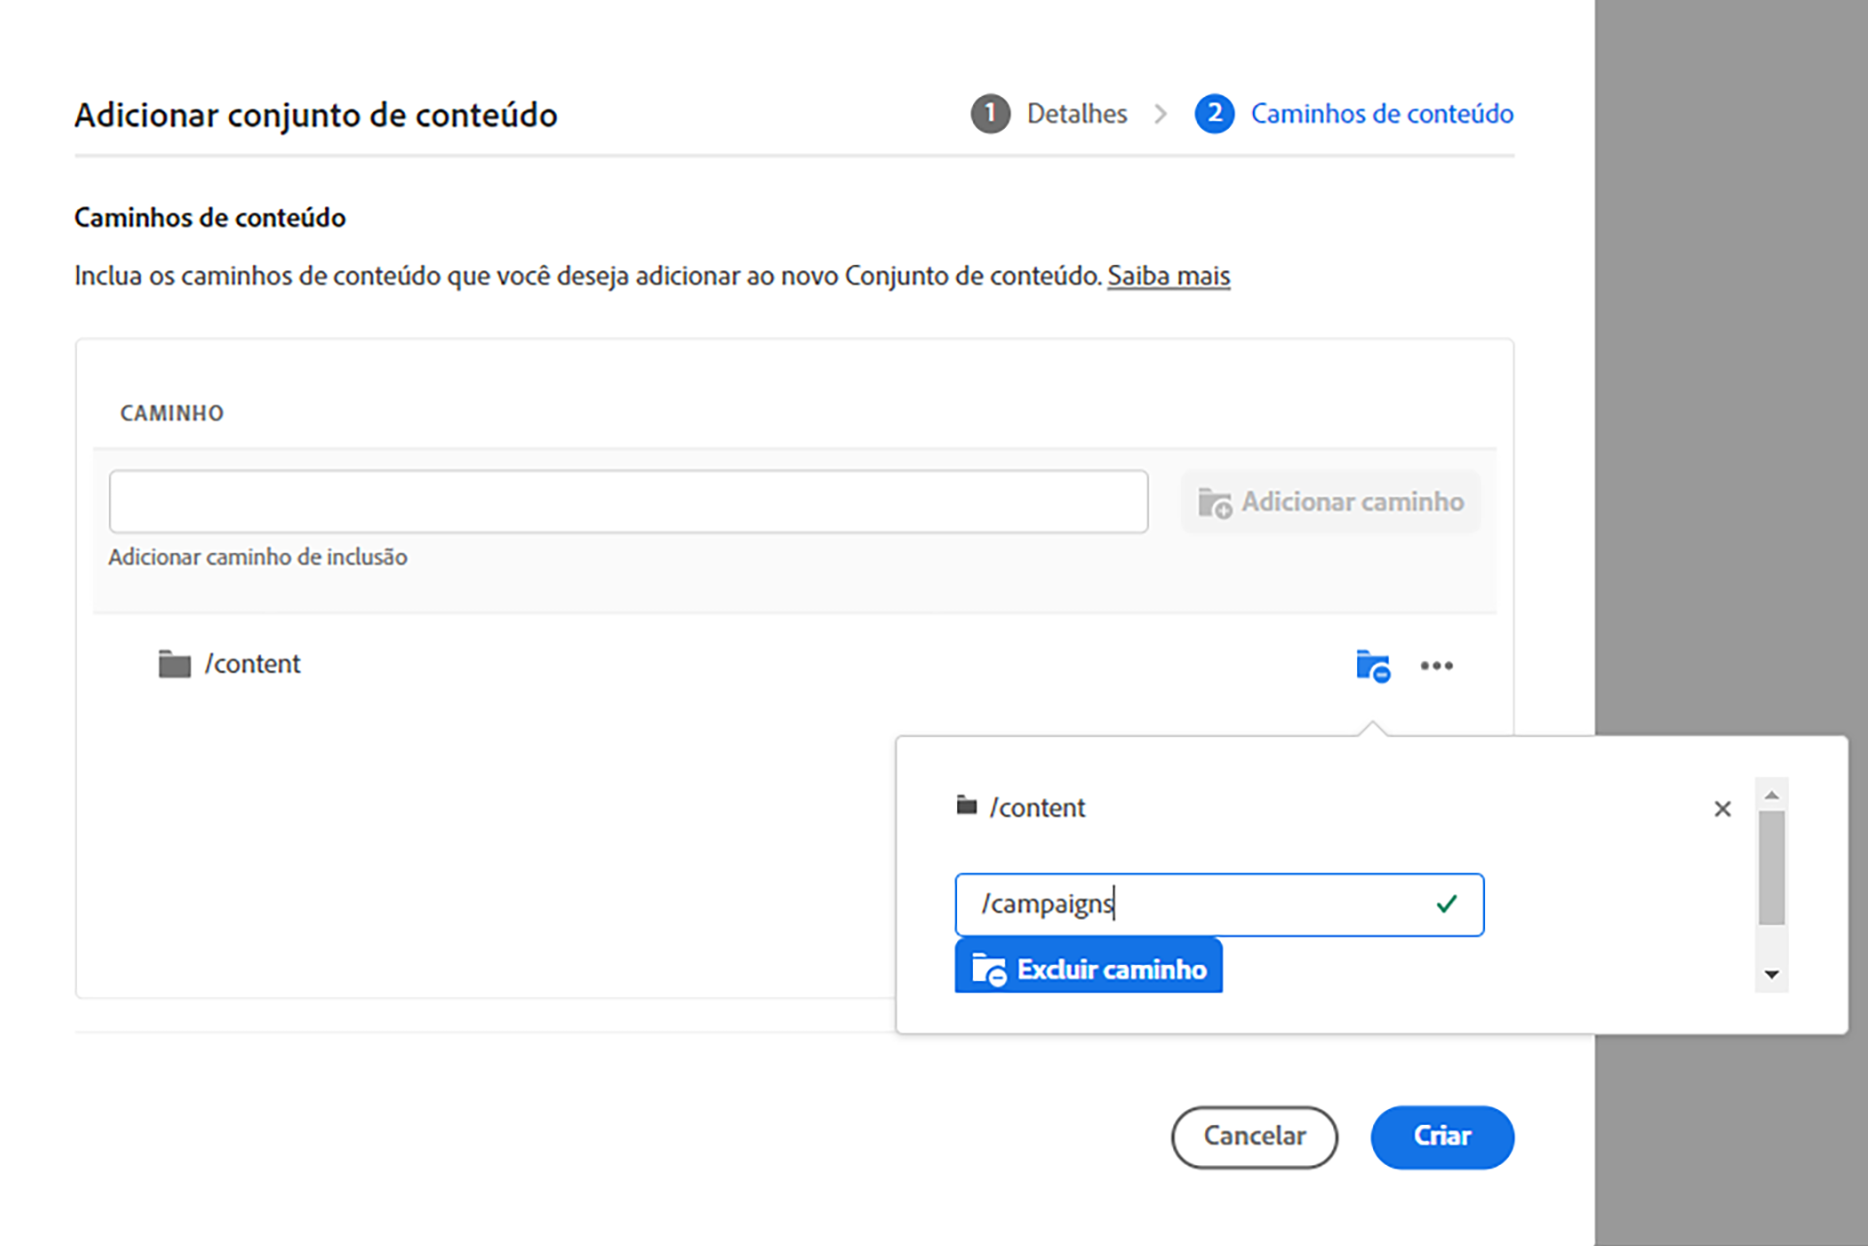 Adicionar conjunto de conteúdo
1 Detalhes 2 Caminhos de conteúdo
Caminhos de conteúdo
Inclua os caminhos de conteúdo que você deseja adicionar ao novo Conjunto de conteúdo. Saiba mais
CAMINHO
Adicionar caminho
Adicionar caminho de inclusão
/content
/content
/campaigns
Excluir caminho
Cancelar Criar